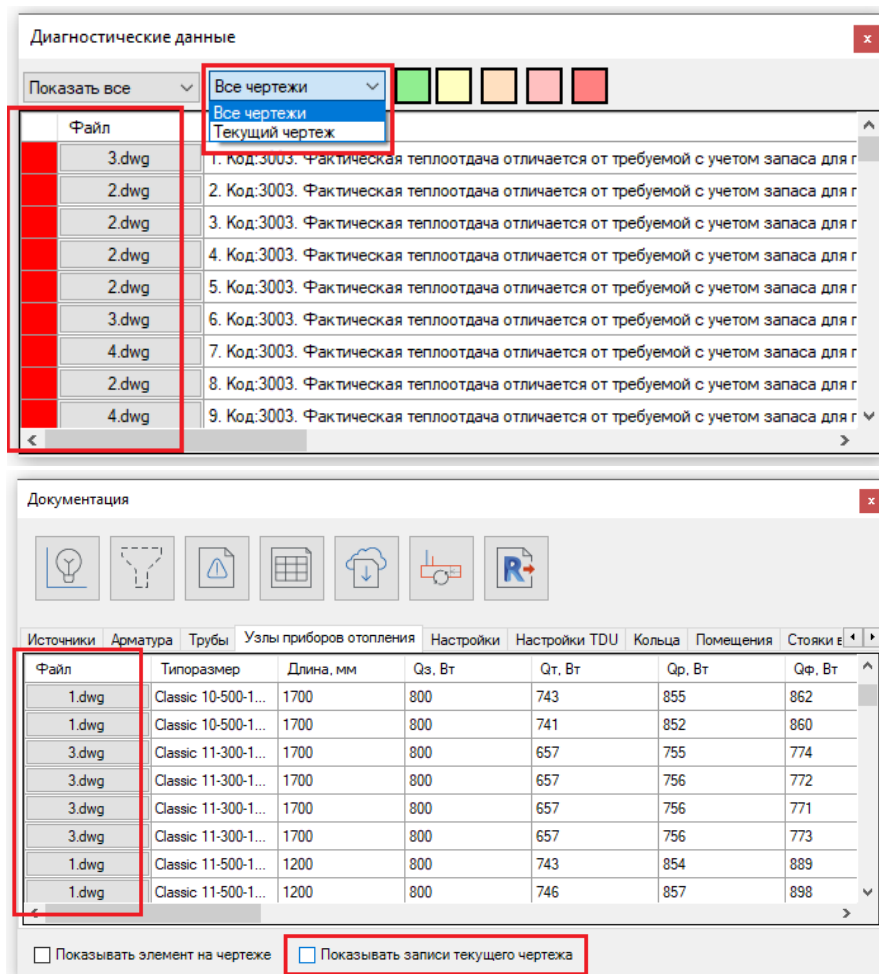 Диагностические данные
Показать все Все чертежи
Все чертежи
Текущий чертеж
Файл
3.dwg 1. Код:3003. Фактическая теплоотдача отличается от требуемой с учетом запаса для
2.dwg 2. Код:3003. Фактическая теплоотдача отличается от требуемой с учетом запаса для
2.dwg 3. Код:3003. Фактическая теплоотдача отличается от требуемой с учетом запаса для
2.dwg 4. Код:3003. Фактическая теплоотдача отличается от требуемой с учетом запаса для
2.dwg 5. Код:3003. Фактическая теплоотдача отличается от требуемой с учетом запаса для
3.dwg 6. Код:3003. Фактическая теплоотдача отличается от требуемой с учетом запаса для
4.dwg 7. Код:3003. Фактическая теплоотдача отличается от требуемой с учетом запаса для
2.dwg 8. Код:3003. Фактическая теплоотдача отличается от требуемой с учетом запаса для
4.dwg 9. Код:3003. Фактическая теплоотдача отличается от требуемой с учетом запаса для
Документация
R
Источники Арматура Трубы Узлы приборов отопления Настройки Настройки TDU Кольца Помещения Стояки
Файл Типоразмер Длина, мм Qз, Вт Qт, Вт Qр, Вт Qф, Вт
1.dwg Classic 10-500-1... 1700 800 743 855 862
1.dwg Classic 10-500-1... 1700 800 741 852 860
3.dwg Classic 11-300-1... 1700 800 657 755 774
3.dwg Classic 11-300-1... 1700 800 657 756 772
3.dwg Classic 11-300-1... 1700 800 657 756 771
3.dwg Classic 11-300-1... 1700 800 657 756 773
1.dwg Classic 11-500-1... 1200 800 743 854 889
1.dwg Classic 11-500-1... 1200 800 746 857 898
Показывать элемент на чертеже Показывать записи текущего чертежа